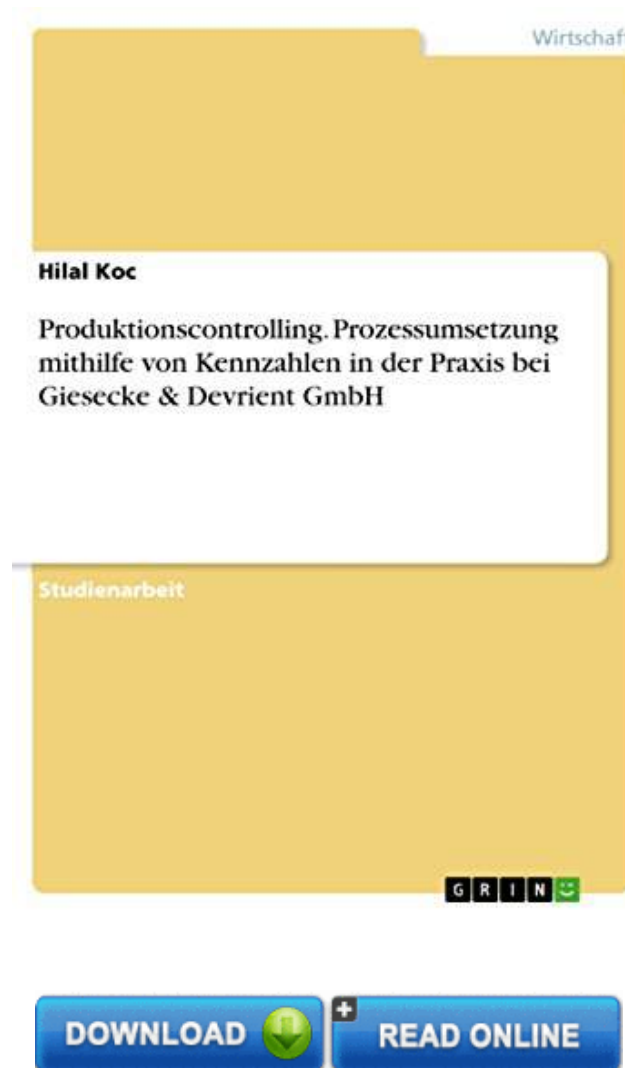 Wirtschaft
Hilal Koc
Produktionscontrolling. Prozessumsetzung
mithilfe von Kennzahlen in der Praxis bei
Giesecke & Devrient GmbH
Studienarbeit
GRIN
DOWNLOAD
READ ONLINE